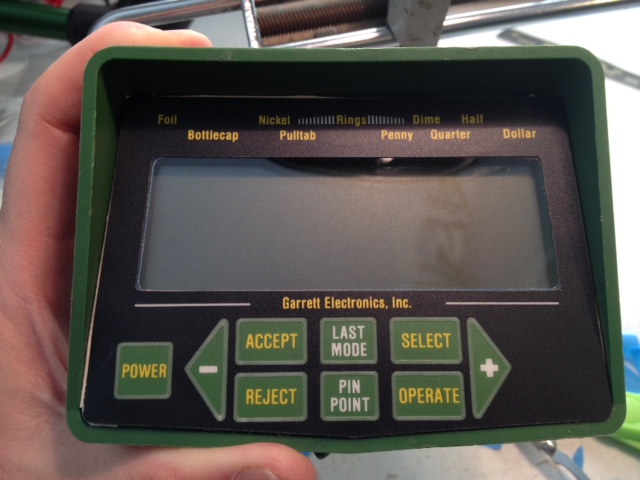 Foil Nickel Rings Dime Half
Bottlecap Pulltab Penny Quarter Dollar
Garrett Electronics, Inc.
POWER
-
ACCEPT
LAST
MODE
SELECT
+
REJECT
PIN
POINT
OPERATE